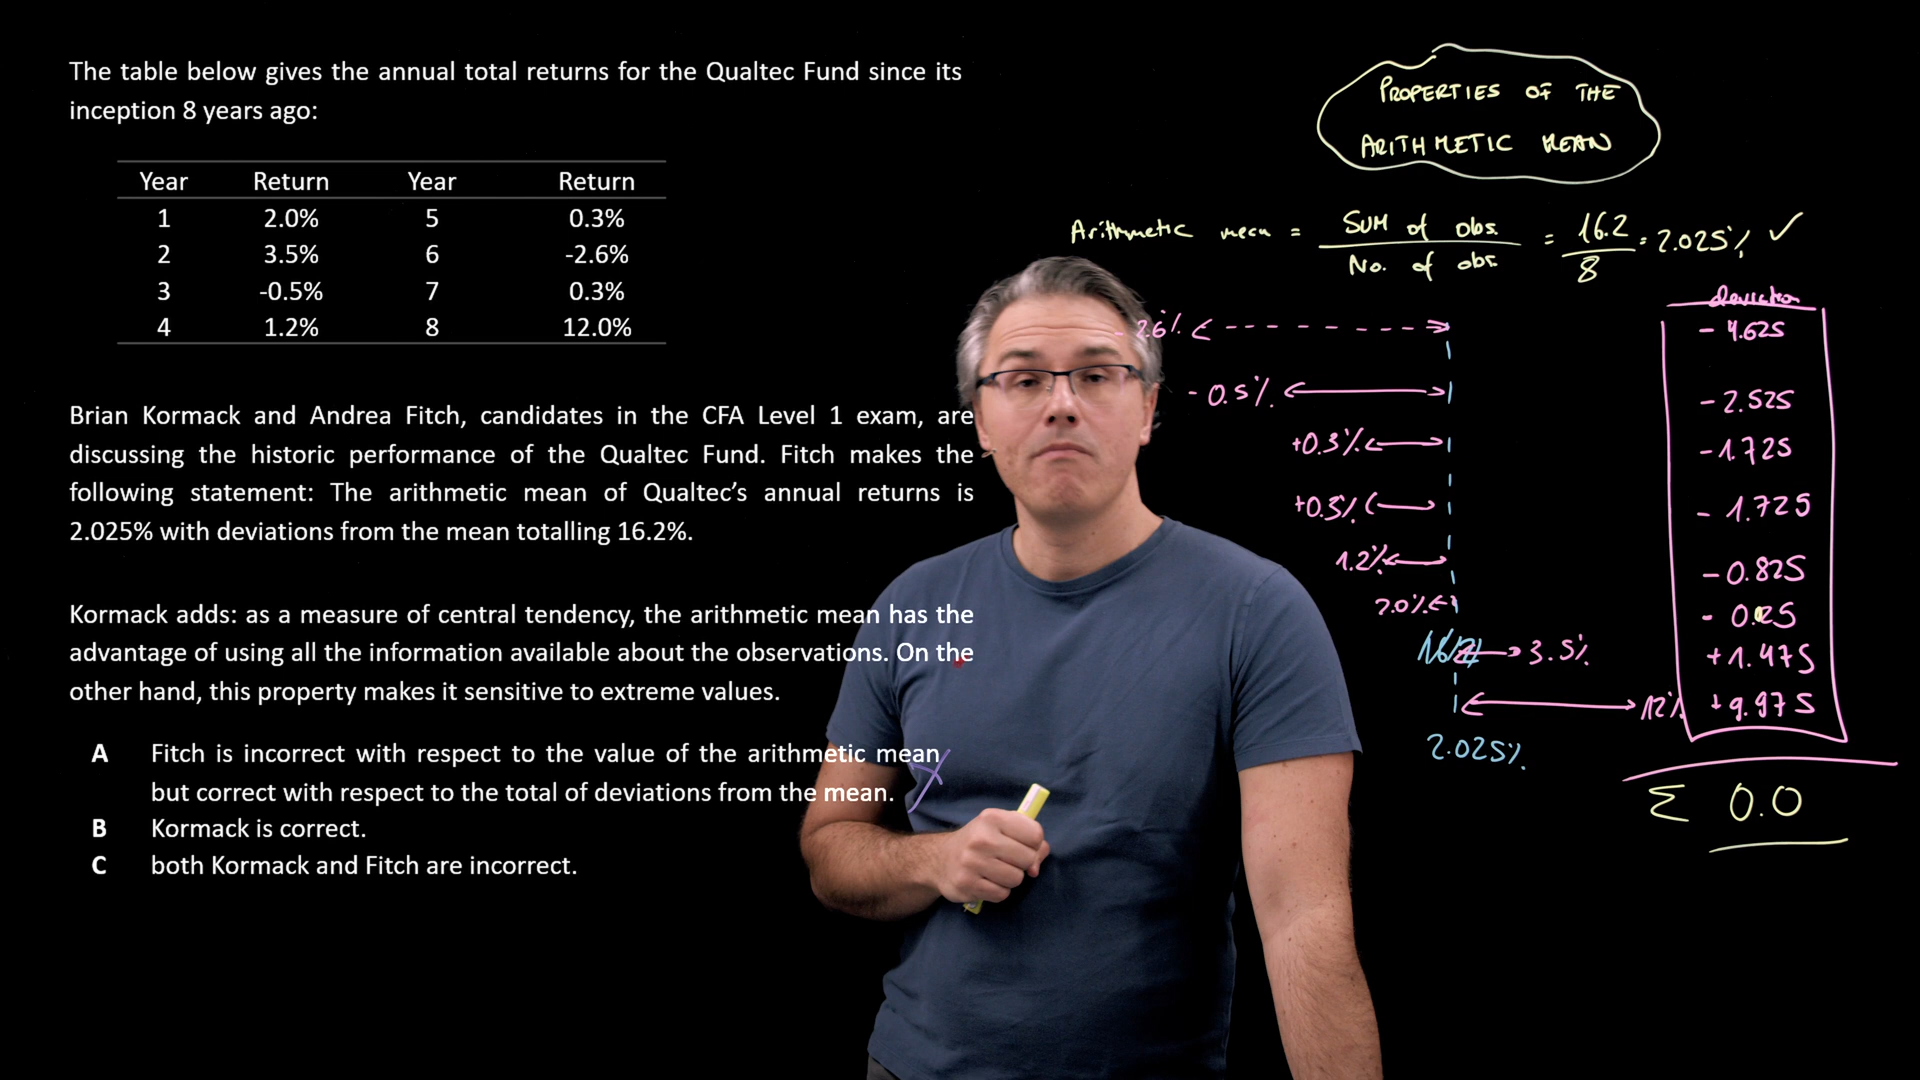 The table below gives the annual total returns for the Qualtec Fund since its
inception 8 years ago:
Year Return Year Return
1 2.0% 5 0.3%
2 3.5% 6 -2.6%
3 -0.5% 7 0.3%
4 1.2% 8 12.0%
Brian Kormack and Andrea Fitch, candidates in the CFA Level 1 exam, are
discussing the historic performance of the Qualtec Fund. Fitch makes the
following statement: The arithmetic mean of Qualtec’s annual returns is
2.025% with deviations from the mean totalling 16.2%.
Kormack adds: as a measure of central tendency, the arithmetic mean has the
advantage of using all the information available about the observations. On the
other hand, this property makes it sensitive to extreme values.
A Fitch is incorrect with respect to the value of the arithmetic mean
but correct with respect to the total of deviations from the mean.
B Kormack is correct.
C both Kormack and Fitch are incorrect.
PROPERTIES OF THE
ARITHMETIC MEAN
Arithmetic mean = SUM of obs. / No. of obs. = 16.2 / 8 = 2.025% ✓
deviation
-2.6% - 4.625
- 0.5% - 2.525
+0.3% - 1.725
+0.3% - 1.725
1.2% - 0.825
2.0% - 0.025
3.5% + 1.475
12% + 9.975
2.025%
Σ 0.0